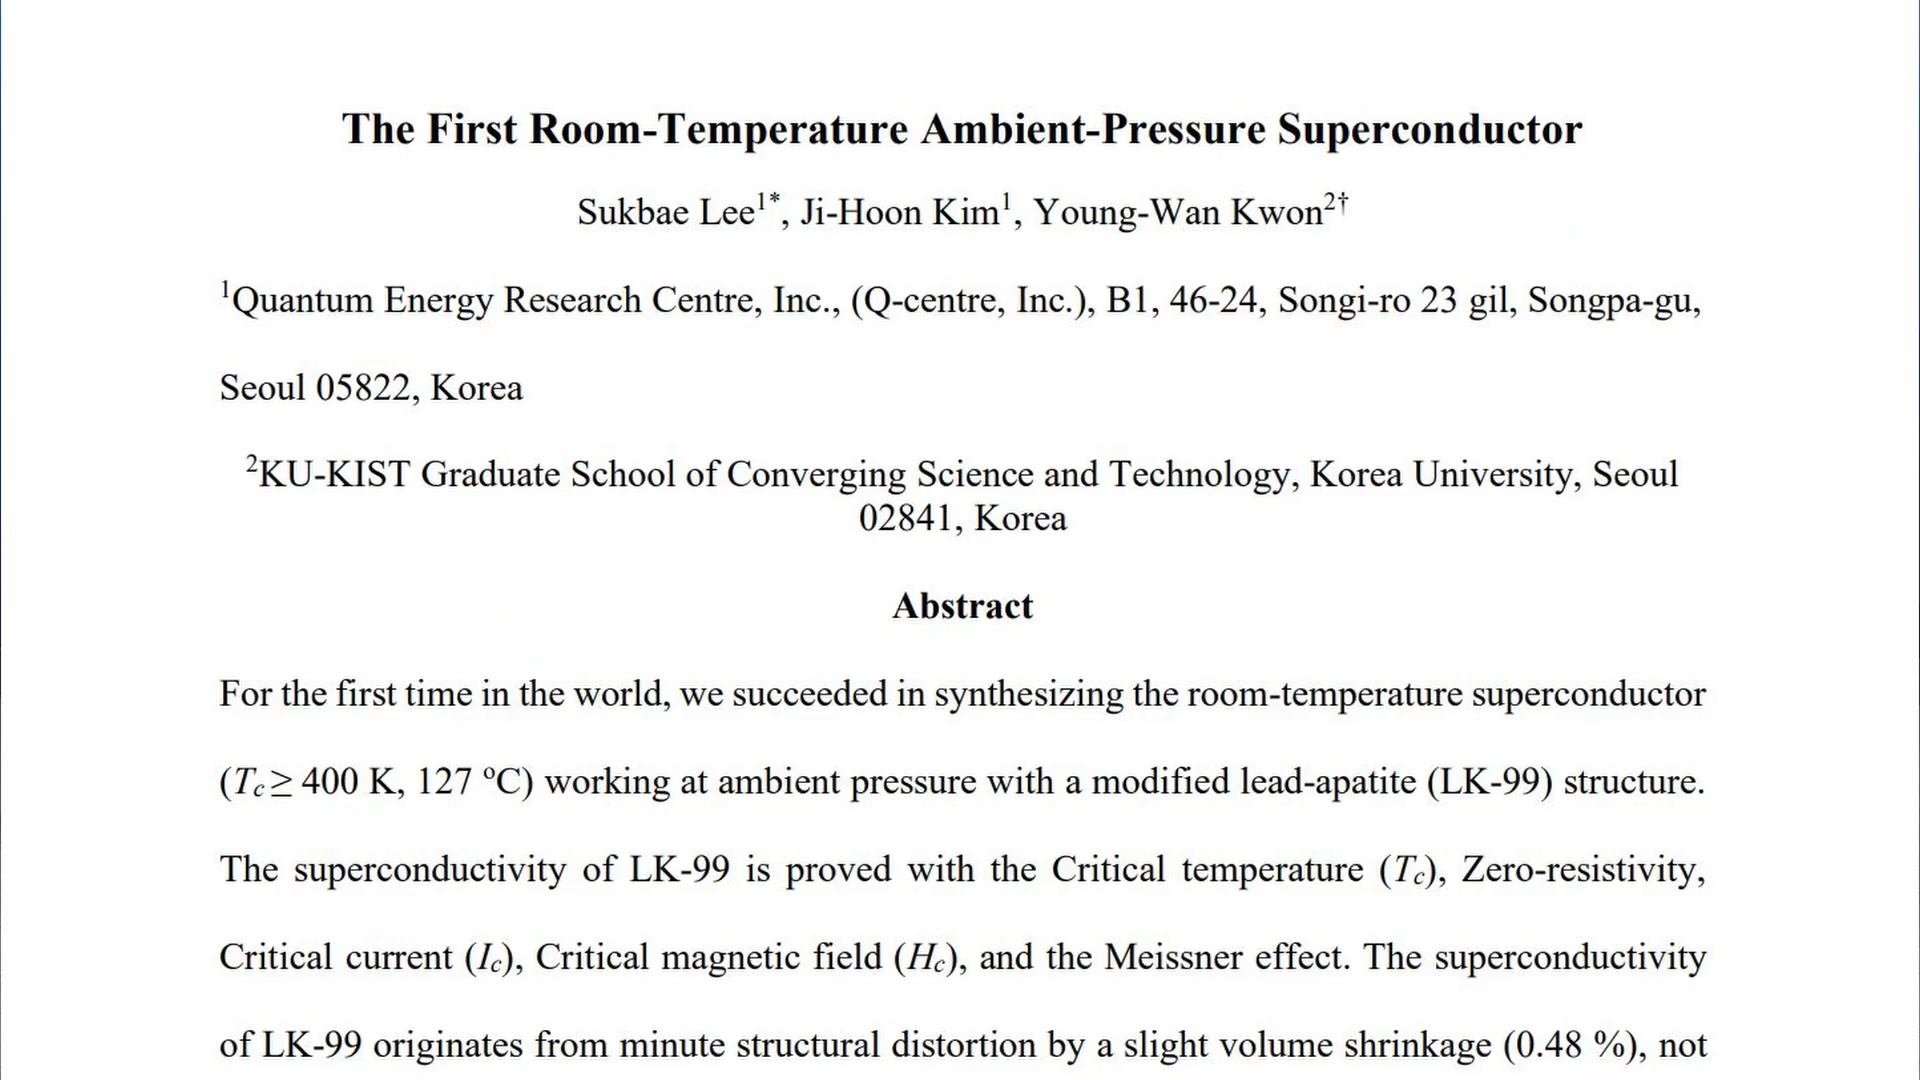 The First Room-Temperature Ambient-Pressure Superconductor
Sukbae Lee1*, Ji-Hoon Kim1, Young-Wan Kwon2†
1Quantum Energy Research Centre, Inc., (Q-centre, Inc.), B1, 46-24, Songi-ro 23 gil, Songpa-gu,
Seoul 05822, Korea
2KU-KIST Graduate School of Converging Science and Technology, Korea University, Seoul
02841, Korea
Abstract
For the first time in the world, we succeeded in synthesizing the room-temperature superconductor
(Tc ≥ 400 K, 127 ºC) working at ambient pressure with a modified lead-apatite (LK-99) structure.
The superconductivity of LK-99 is proved with the Critical temperature (Tc), Zero-resistivity,
Critical current (Ic), Critical magnetic field (Hc), and the Meissner effect. The superconductivity
of LK-99 originates from minute structural distortion by a slight volume shrinkage (0.48 %), not